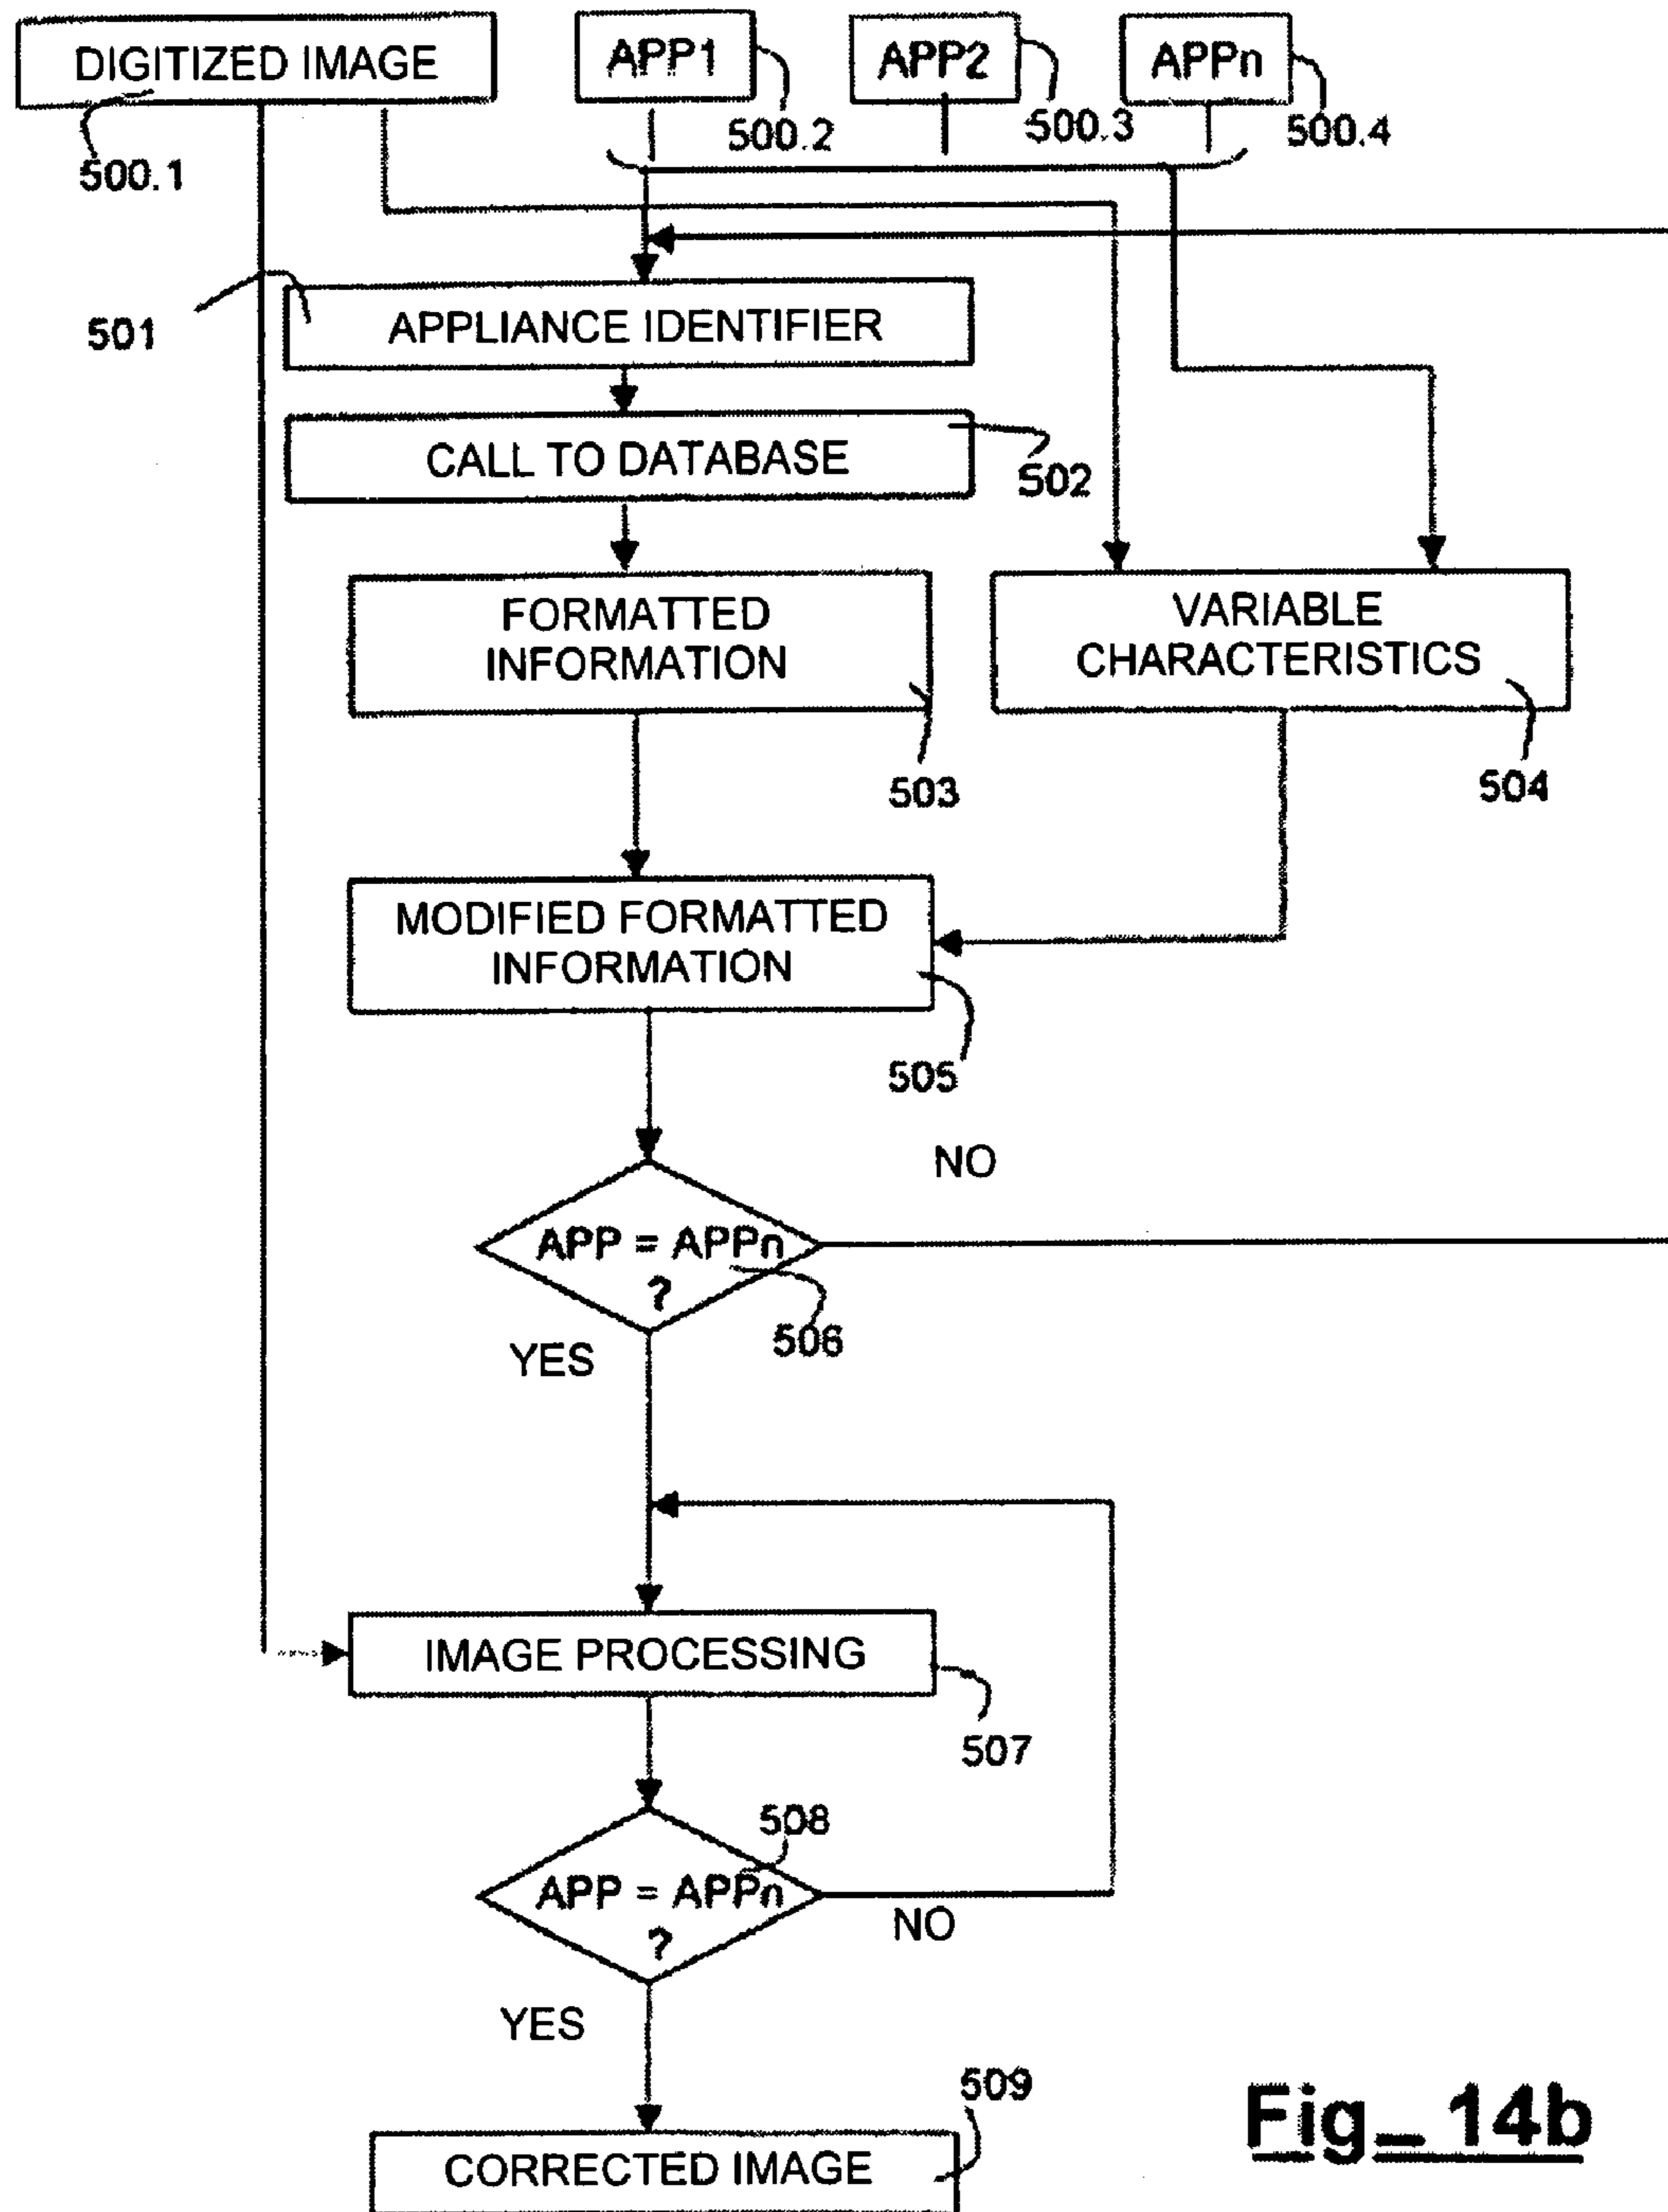 DIGITIZED IMAGE
APP1
APP2
APPn
500.1
500.2
500.3
500.4
501
APPLIANCE IDENTIFIER
CALL TO DATABASE
502
FORMATTED
INFORMATION
503
VARIABLE
CHARACTERISTICS
504
MODIFIED FORMATTED
INFORMATION
505
NO
APP = APPn
?
506
YES
IMAGE PROCESSING
507
508
APP = APPn
?
NO
YES
509
CORRECTED IMAGE
Fig_ 14b